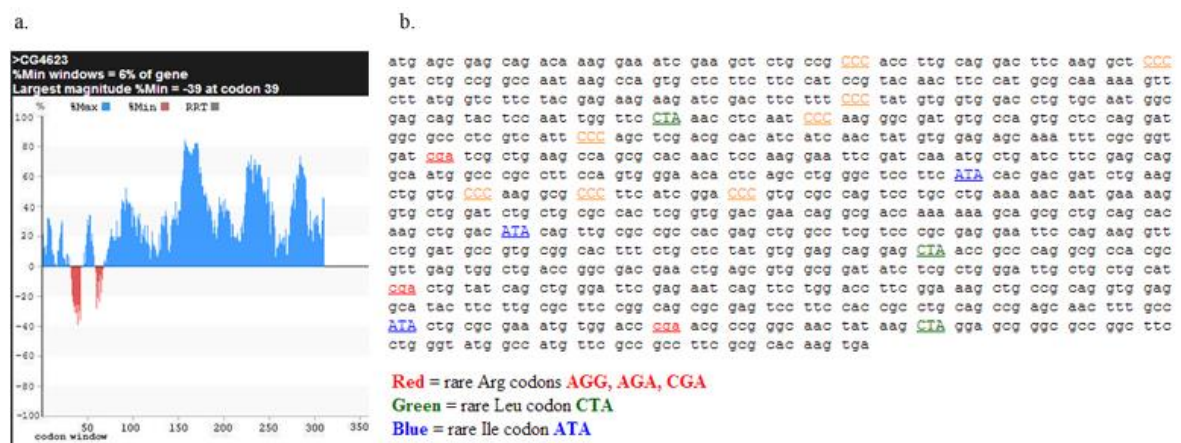 a.
b.
>CG4623
%Min windows = 6% of gene
Largest magnitude %Min = -39 at codon 39
% %Max %Min RRT
100
80
60
40
20
0
-20
-40
-60
-80
-100
50 100 150 200 250 300 350
codon window
atg agc gag cag aca aag gaa atc gaa gct ctg ccg CCC acc ttg cag gac ttc aag gct CCC
gat ctg ccg gcc aat aag cca gtg ctc ttc ttc cat ccg tac aac ttc cat gcg caa aaa gtt
ctt atg gtc ttc tac gag aag aag atc gac ttc ttt CCC tat gtg gtg gac ctg tgc aat ggc
gag cag tac tcc aat tgg ttc CTA aac ctc aat CCC aag ggc gat gtg cca gtg ctc cag gat
ggc gcc ctc gtc att CCC agc tcg acg cac atc atc aac tat gtg gag agc aaa ttt cgc ggt
gat cga tcg ctg aag cca gcg cac aac tcc aag gaa ttc gat caa atg ctg atc ttc gag cag
gca atg gcc cgc ctt cca gtg gga aca ctc agc ctg ggc tcc ttc ATA cac gac gat ctg aag
ctg gtg CCC aag gcg CCC ttc atc gga CCC gtg cgc cag tcc tgc ctg aaa aac aat gaa aag
gtg ctg gat ctg ctg cgc cac tcg gtg gac gaa cag gcg acc aaa aaa gca gcg ctg cag cac
aag ctg gac ATA cag ttg cgc cgc cac gag ctg gcc tcg tcc cgc gag gaa ttc cag aag gtt
ctg gat gcc gtg cgg cac ttt ctg ctc tat gtg gag cag gag CTA acc gcc cag gcg cca cgc
gtt gag tgg ctg acc ggc gac gaa ctg agc gtg gcg gat atc tcg ctg gga ttg ctg ctg cat
cga ctg tat cag ctg gga ttc gag aat cag ttc tgg acc ttc gga aag ctg ccg cag gtg gag
gca tac ttc ttg cgc ttc cgg cag cgc gag tcc ttc cac cgc ctg cag ccg agc aac ttt gcc
ATA ctg cgc gaa atg tgg acc cga acg ccg ggc aac tat aag CTA gga gcg ggc gcc ggc ttc
ctg ggt atg gcc atg ttc gcc gcc ttc gcg cac aag tga
Red = rare Arg codons AGG, AGA, CGA
Green = rare Leu codon CTA
Blue = rare Ile codon ATA